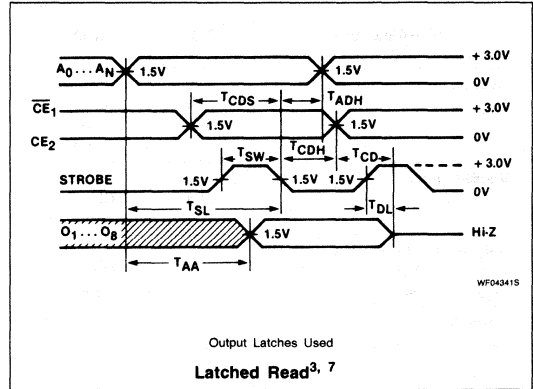 A0 ... AN 1.5V 1.5V + 3.0V
0V
TCDS TADH
CE1 1.5V 1.5V + 3.0V
CE2 0V
TSW TCDH TCD
STROBE 1.5V 1.5V 1.5V + 3.0V
0V
TSL TDL
O1 ... O8 1.5V Hi-Z
TAA
WF04341S
Output Latches Used
Latched Read3, 7